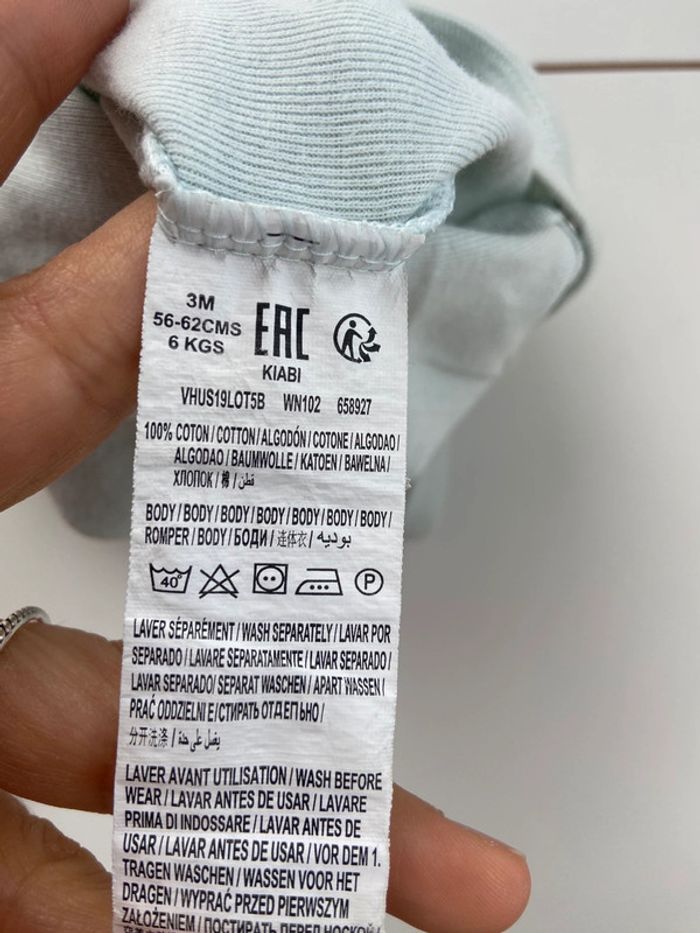 3M
56-62CMS
6 KGS
EAC
KIABI
VHUS19LOT5B WN102 658927
100% COTON / COTTON / ALGODÓN / COTONE / ALGODAO /
ALGODAO / BAUMWOLLE / KATOEN / BAWELNA /
ХЛОПОК / 棉 / قطن /
BODY / BODY / BODY / BODY / BODY / BODY / BODY /
ROMPER / BODY / БОДИ / 连体衣 / بوديه /
40°
P
LAVER SÉPARÉMENT / WASH SEPARATELY / LAVAR POR
SEPARADO / LAVARE SEPARATAMENTE / LAVAR SEPARADO /
LAVAR SEPARADO/ SEPARAT WASCHEN / APART WASSEN /
PRAĆ ODDZIELNI E / СТИРАТЬ ОТДЕЛЬНО /
分开洗涤 / يغسل على حدة /
LAVER AVANT UTILISATION / WASH BEFORE
WEAR / LAVAR ANTES DE USAR / LAVARE
PRIMA DI INDOSSARE / LAVAR ANTES DE
USAR / LAVAR ANTES DE USAR / VOR DEM 1.
TRAGEN WASCHEN / WASSEN VOOR HET
DRAGEN / WYPRAĆ PRZED PIERWSZYM
ZAŁOŻENIEM / ПОСТИРАТЬ ПЕРЕД НОСКОЙ /